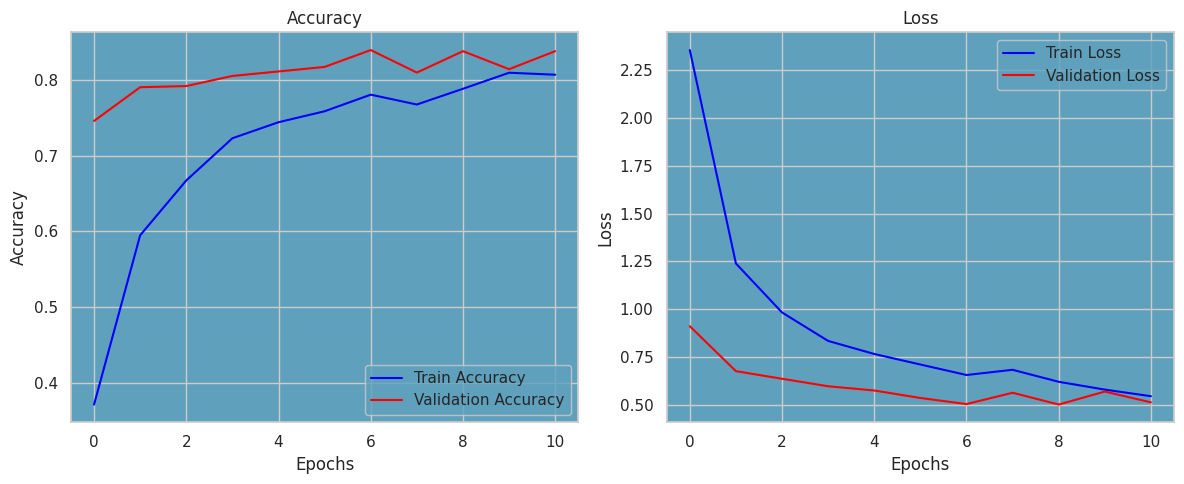 Accuracy
Accuracy
0.8
0.7
0.6
0.5
0.4
Train Accuracy
Validation Accuracy
0 2 4 6 8 10
Epochs
Loss
Loss
2.25
2.00
1.75
1.50
1.25
1.00
0.75
0.50
Train Loss
Validation Loss
0 2 4 6 8 10
Epochs